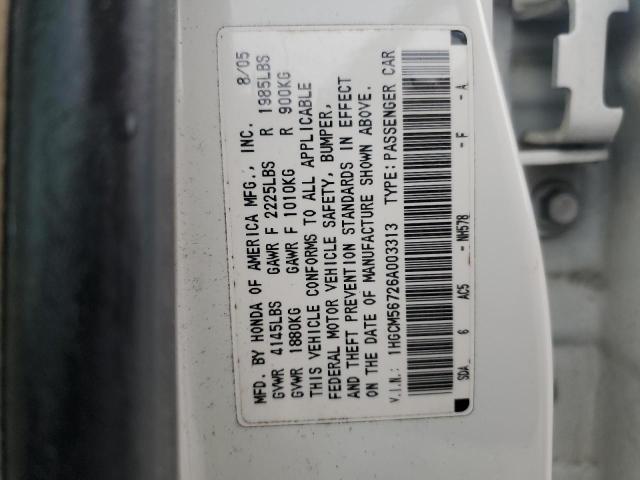 MFD. BY HONDA OF AMERICA MFG., INC. 8/05
GVWR 4145LBS GAWR F 2225LBS R 1985LBS
GVWR 1880KG GAWR F 1010KG R 900KG
THIS VEHICLE CONFORMS TO ALL APPLICABLE
FEDERAL MOTOR VEHICLE SAFETY, BUMPER,
AND THEFT PREVENTION STANDARDS IN EFFECT
ON THE DATE OF MANUFACTURE SHOWN ABOVE.
V.I.N.: 1HGCM56726A003313 TYPE: PASSENGER CAR
SDA_ 6 AC5 - NH578 - F - A